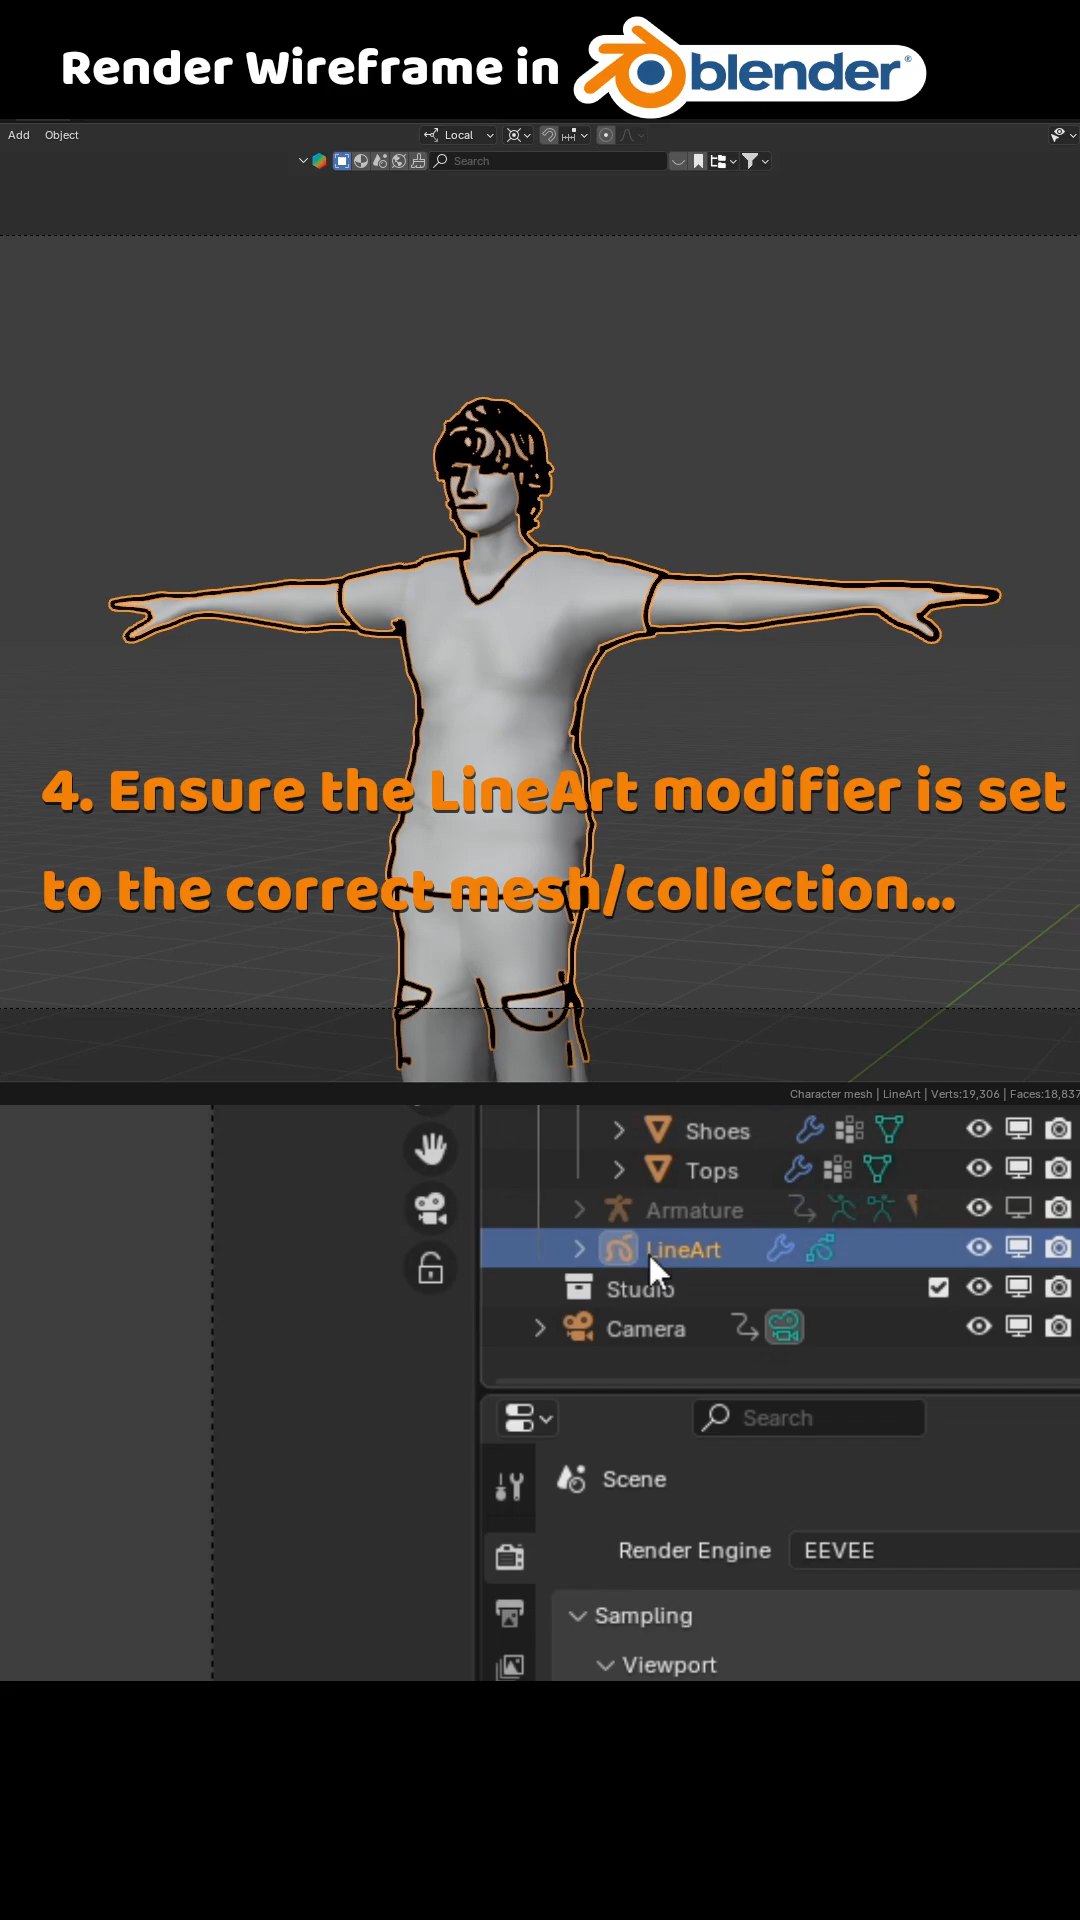 Render Wireframe in blender®
Add Object Local
Search
4. Ensure the LineArt modifier is set
to the correct mesh/collection...
Character mesh | LineArt | Verts:19,306 | Faces:18,837
Shoes
Tops
Armature
LineArt
Studio
Camera
Search
Scene
Render Engine EEVEE
Sampling
Viewport